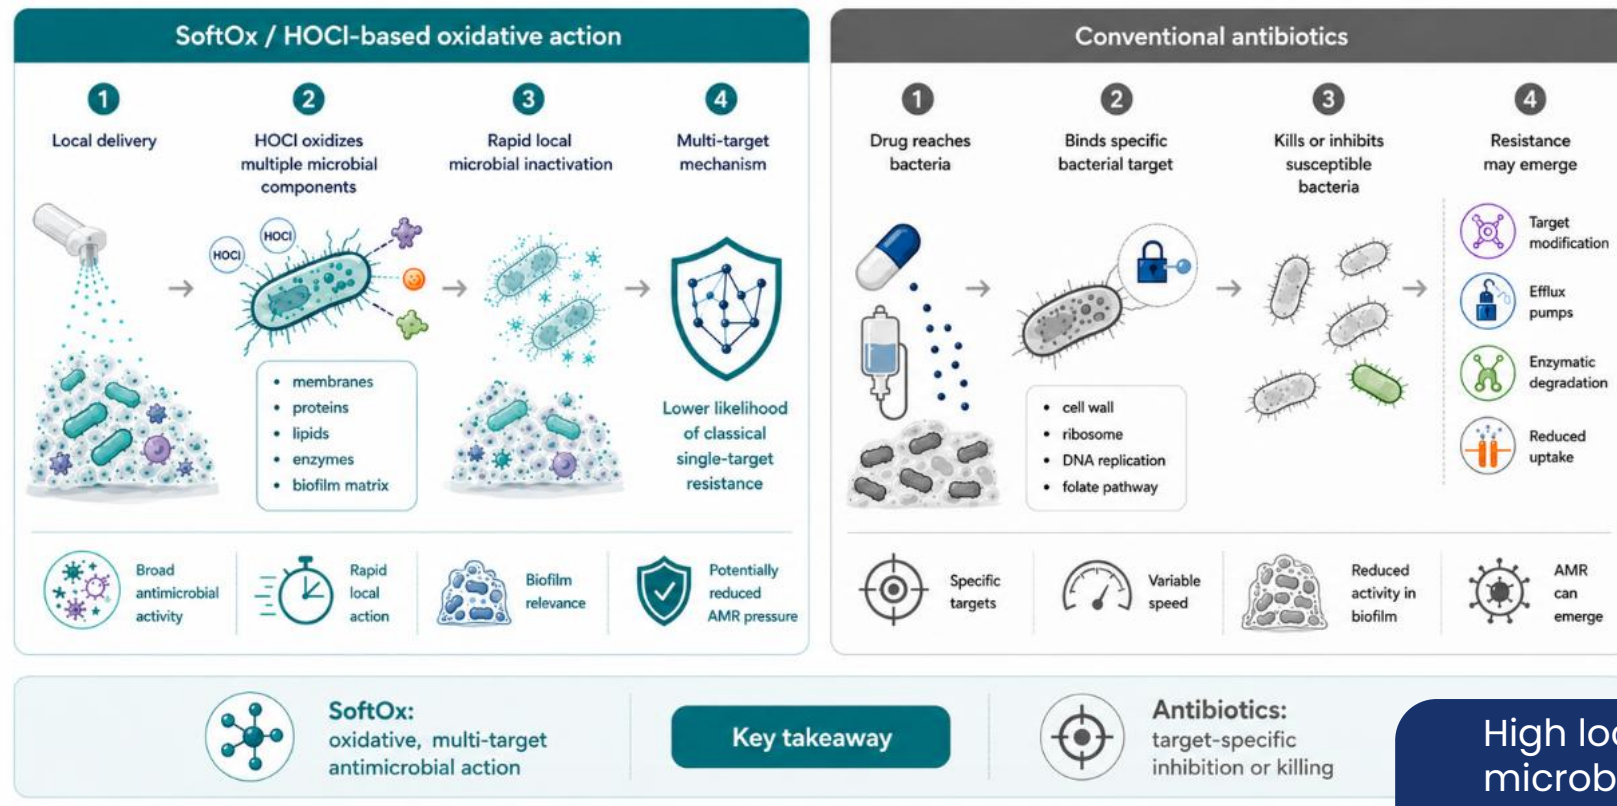 SoftOx / HOCl-based oxidative action
1
Local delivery
2
HOCl oxidizes
multiple microbial
components
3
Rapid local
microbial inactivation
4
Multi-target
mechanism
HOCl
HOCl
• membranes
• proteins
• lipids
• enzymes
• biofilm matrix
Lower likelihood
of classical
single-target
resistance
Broad
antimicrobial
activity
Rapid
local
action
Biofilm
relevance
Potentially
reduced
AMR pressure
Conventional antibiotics
1
Drug reaches
bacteria
2
Binds specific
bacterial target
3
Kills or inhibits
susceptible
bacteria
4
Resistance
may emerge
• cell wall
• ribosome
• DNA replication
• folate pathway
Target
modification
Efflux
pumps
Enzymatic
degradation
Reduced
uptake
Specific
targets
Variable
speed
Reduced
activity in
biofilm
AMR
can
emerge
SoftOx:
oxidative, multi-target
antimicrobial action
Key takeaway
Antibiotics:
target-specific
inhibition or killing
High